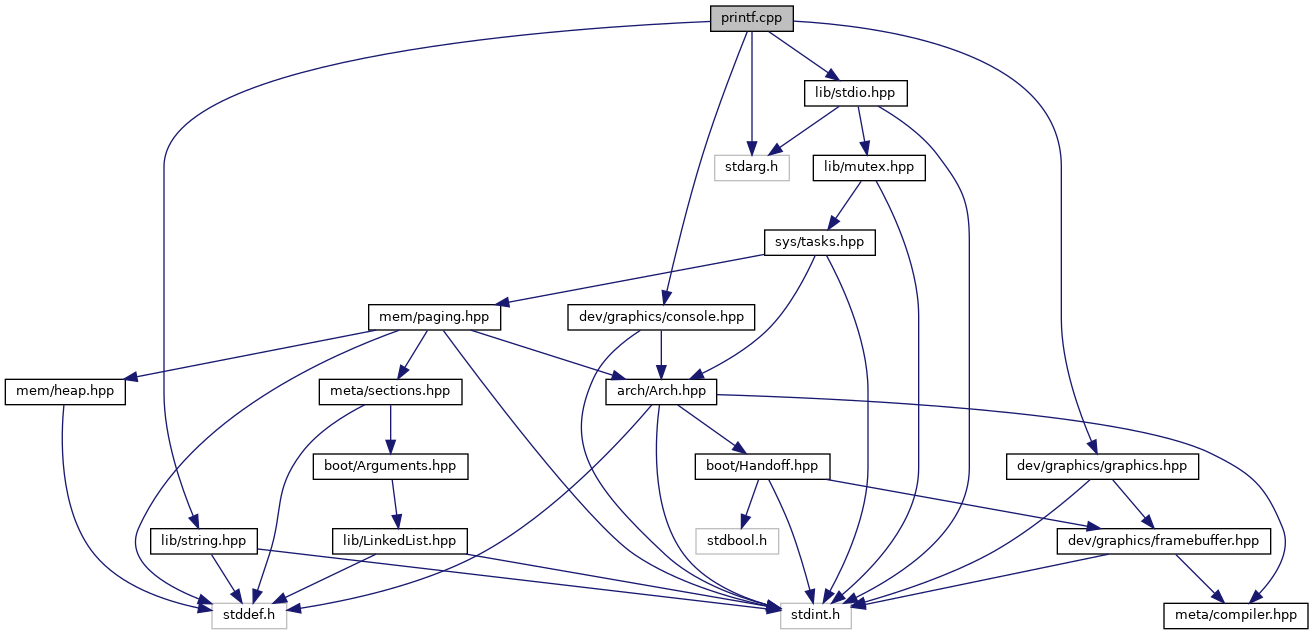 printf.cpp
lib/stdio.hpp
stdarg.h
lib/mutex.hpp
sys/tasks.hpp
mem/paging.hpp
dev/graphics/console.hpp
mem/heap.hpp
meta/sections.hpp
arch/Arch.hpp
boot/Arguments.hpp
boot/Handoff.hpp
dev/graphics/graphics.hpp
lib/string.hpp
lib/LinkedList.hpp
stdbool.h
dev/graphics/framebuffer.hpp
stddef.h
stdint.h
meta/compiler.hpp